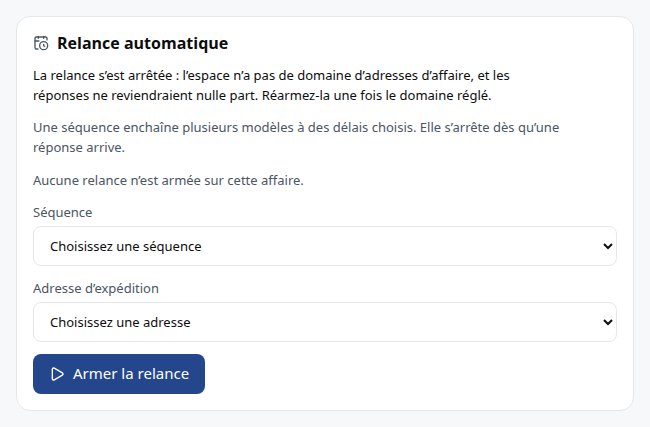 Relance automatique
La relance s’est arrêtée : l’espace n’a pas de domaine d’adresses d’affaire, et les
réponses ne reviendraient nulle part. Réarmez-la une fois le domaine réglé.
Une séquence enchaîne plusieurs modèles à des délais choisis. Elle s’arrête dès qu’une
réponse arrive.
Aucune relance n’est armée sur cette affaire.
Séquence
Choisissez une séquence
Adresse d’expédition
Choisissez une adresse
Armer la relance